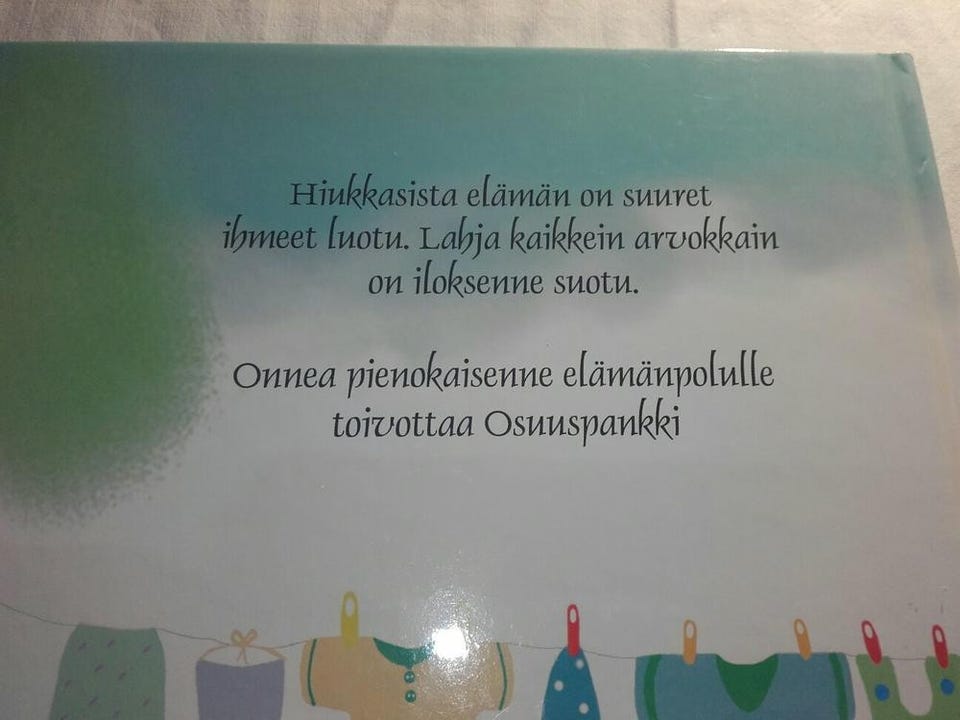 Hiukkasista elämän on suuret
ihmeet luotu. Lahja kaikkein arvokkain
on iloksenne suotu.
Onnea pienokaisenne elämänpolulle
toivottaa Osuuspankki